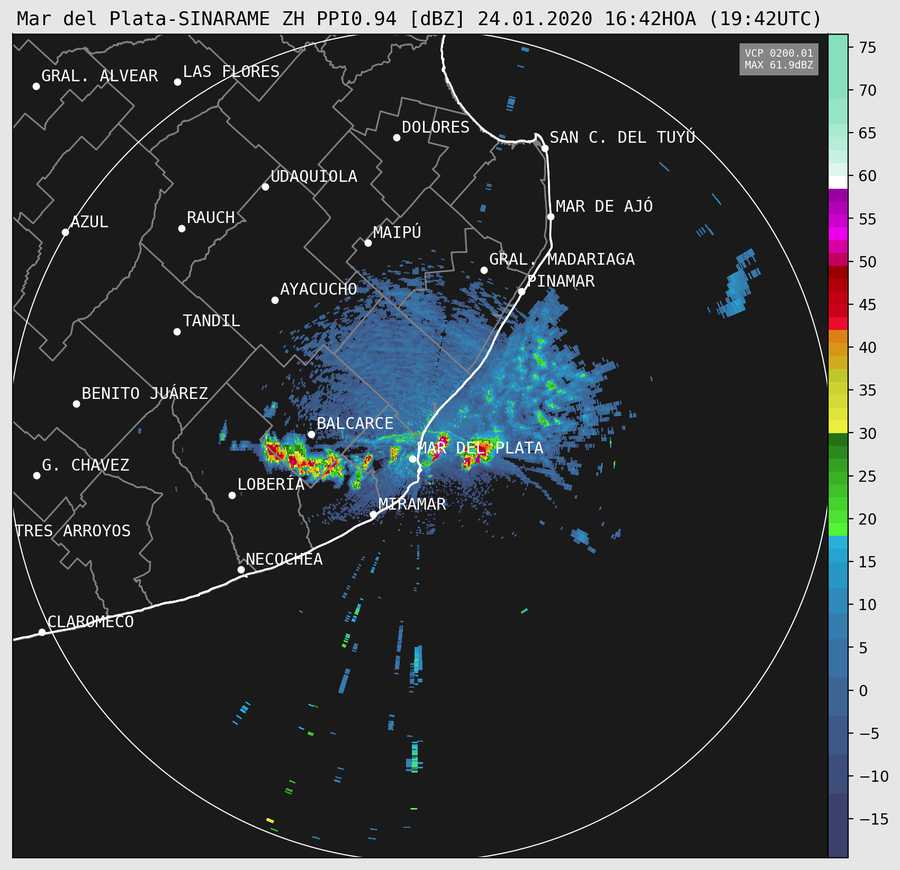 Mar del Plata-SINARAME ZH PPI0.94 [dBZ] 24.01.2020 16:42HOA (19:42UTC)
VCP 0200.01
MAX 61.9dBZ
GRAL. ALVEAR
LAS FLORES
DOLORES
SAN C. DEL TUYÚ
UDAQUIOLA
AZUL
RAUCH
MAR DE AJÓ
MAIPÚ
GRAL. MADARIAGA
PINAMAR
AYACUCHO
TANDIL
BENITO JUÁREZ
BALCARCE
MAR DEL PLATA
G. CHAVEZ
LOBERÍA
MIRAMAR
TRES ARROYOS
NECOCHEA
CLAROMECO
75
70
65
60
55
50
45
40
35
30
25
20
15
10
5
0
−5
−10
−15